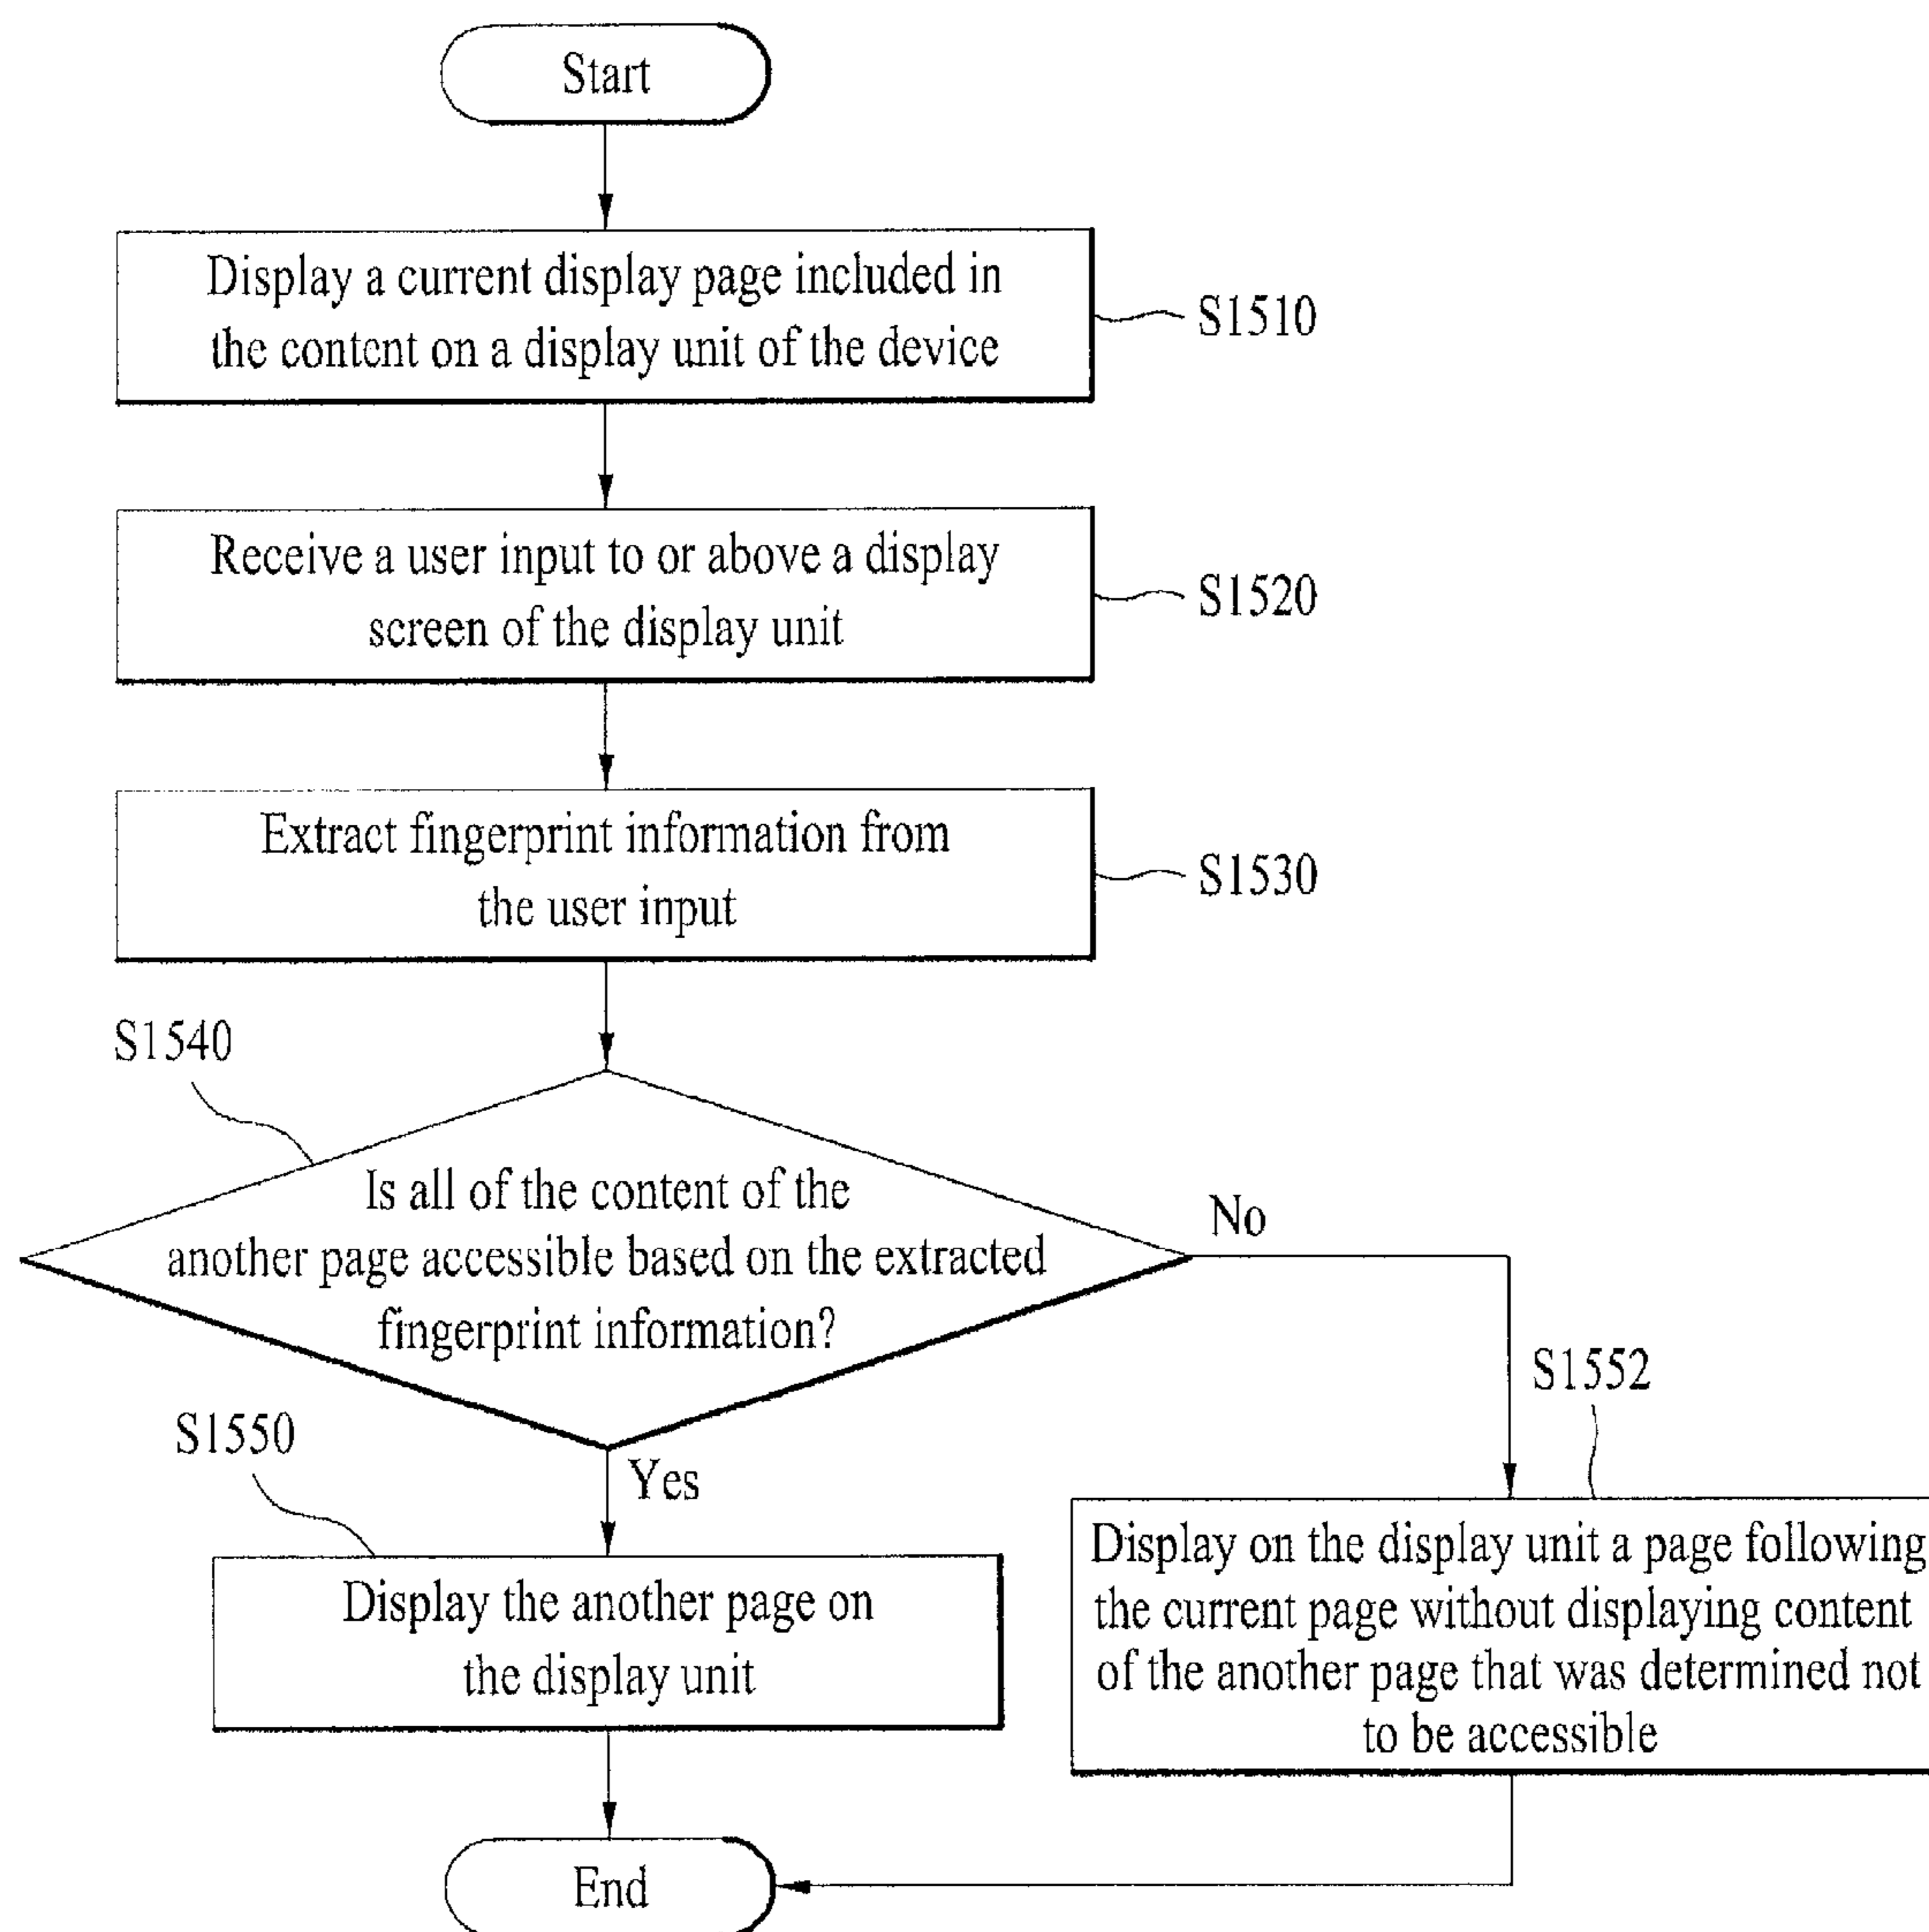 Start
Display a current display page included in
the content on a display unit of the device
S1510
Receive a user input to or above a display
screen of the display unit
S1520
Extract fingerprint information from
the user input
S1530
S1540
Is all of the content of the
another page accessible based on the extracted
fingerprint information?
No
S1552
S1550
Yes
Display the another page on
the display unit
Display on the display unit a page following
the current page without displaying content
of the another page that was determined not
to be accessible
End